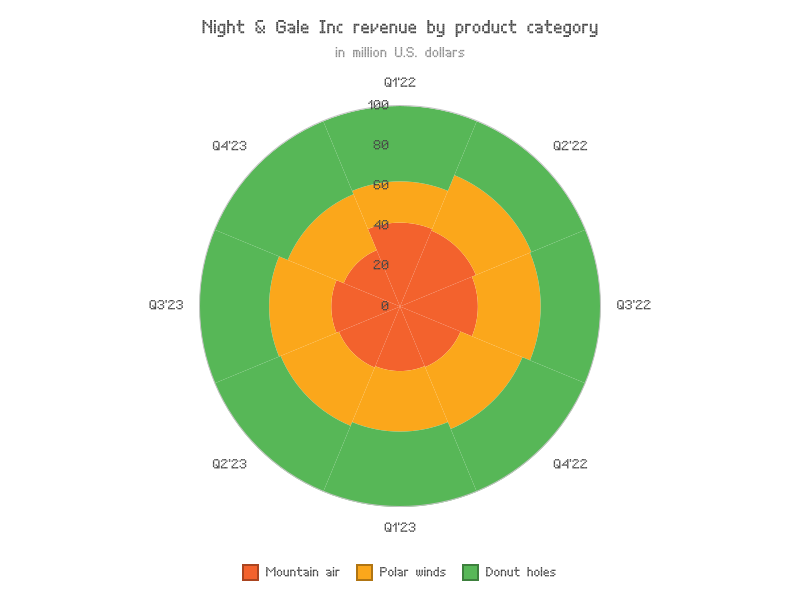 Night & Gale Inc revenue by product category
in million U.S. dollars
Q1'22
100
Q4'23
80
Q2'22
60
40
20
Q3'23
0
Q3'22
Q2'23
Q4'22
Q1'23
Mountain air
Polar winds
Donut holes